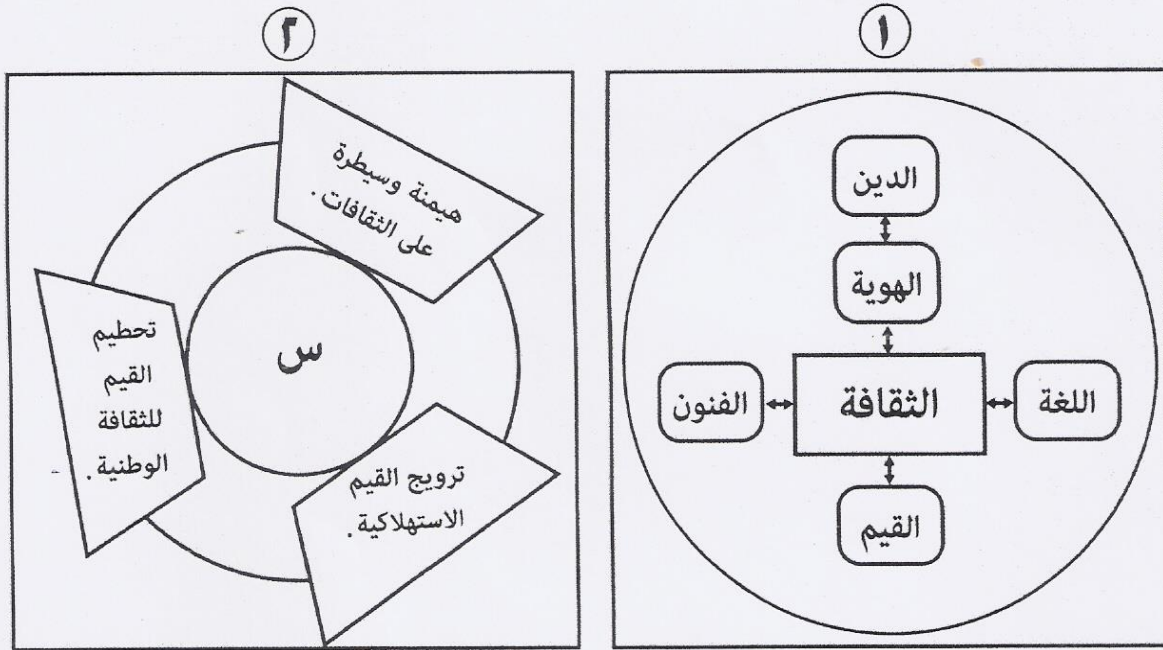 ١
الدين
الهوية
اللغة
الثقافة
الفنون
القيم
٢
هيمنة وسيطرة
على الثقافات .
س
تحطيم
القيم
للثقافة
الوطنية .
ترويج القيم
الاستهلاكية .